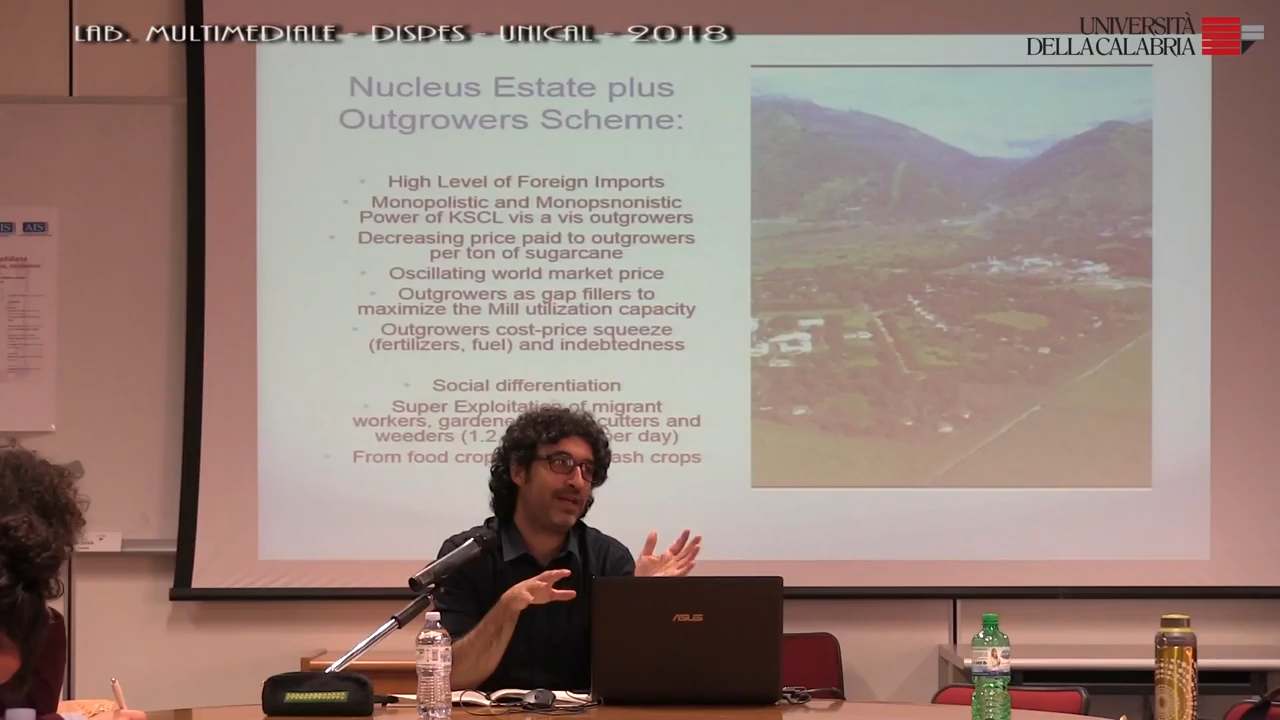 LAB. MULTIMEDIALE - DISPES - UNICAL - 2018
UNIVERSITÀ
DELLA CALABRIA
Nucleus Estate plus
Outgrowers Scheme:
High Level of Foreign Imports
Monopolistic and Monopsnonistic
Power of KSCL vis a vis outgrowers
Decreasing price paid to outgrowers
per ton of sugarcane
Oscillating world market price
Outgrowers as gap fillers to
maximize the Mill utilization capacity
Outgrowers cost-price squeeze
(fertilizers, fuel) and indebtedness
Social differentiation
Super Exploitation of migrant
workers, cutters and
weeders (1.2 per day)
From food crops
AIS
ASUS